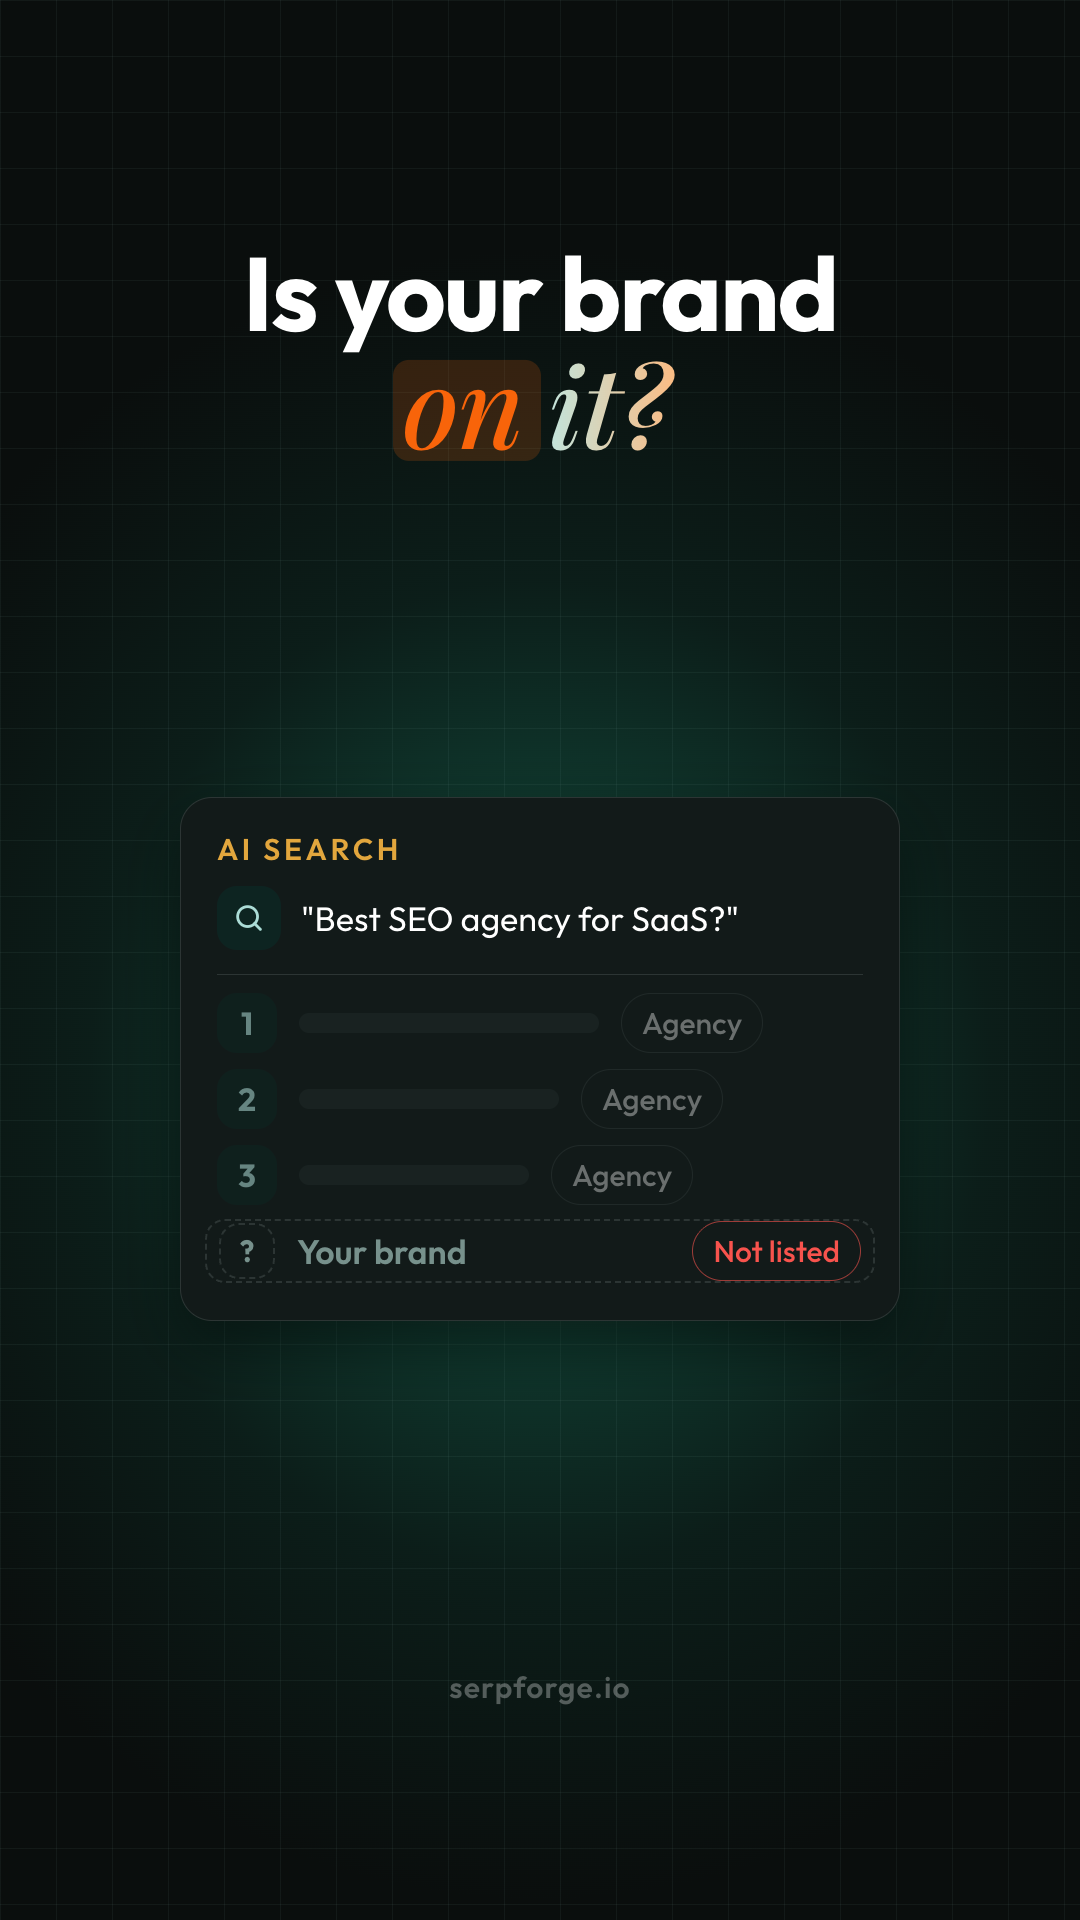 Is your brand
on it?
AI SEARCH
"Best SEO agency for SaaS?"
1 Agency
2 Agency
3 Agency
? Your brand Not listed
serpforge.io